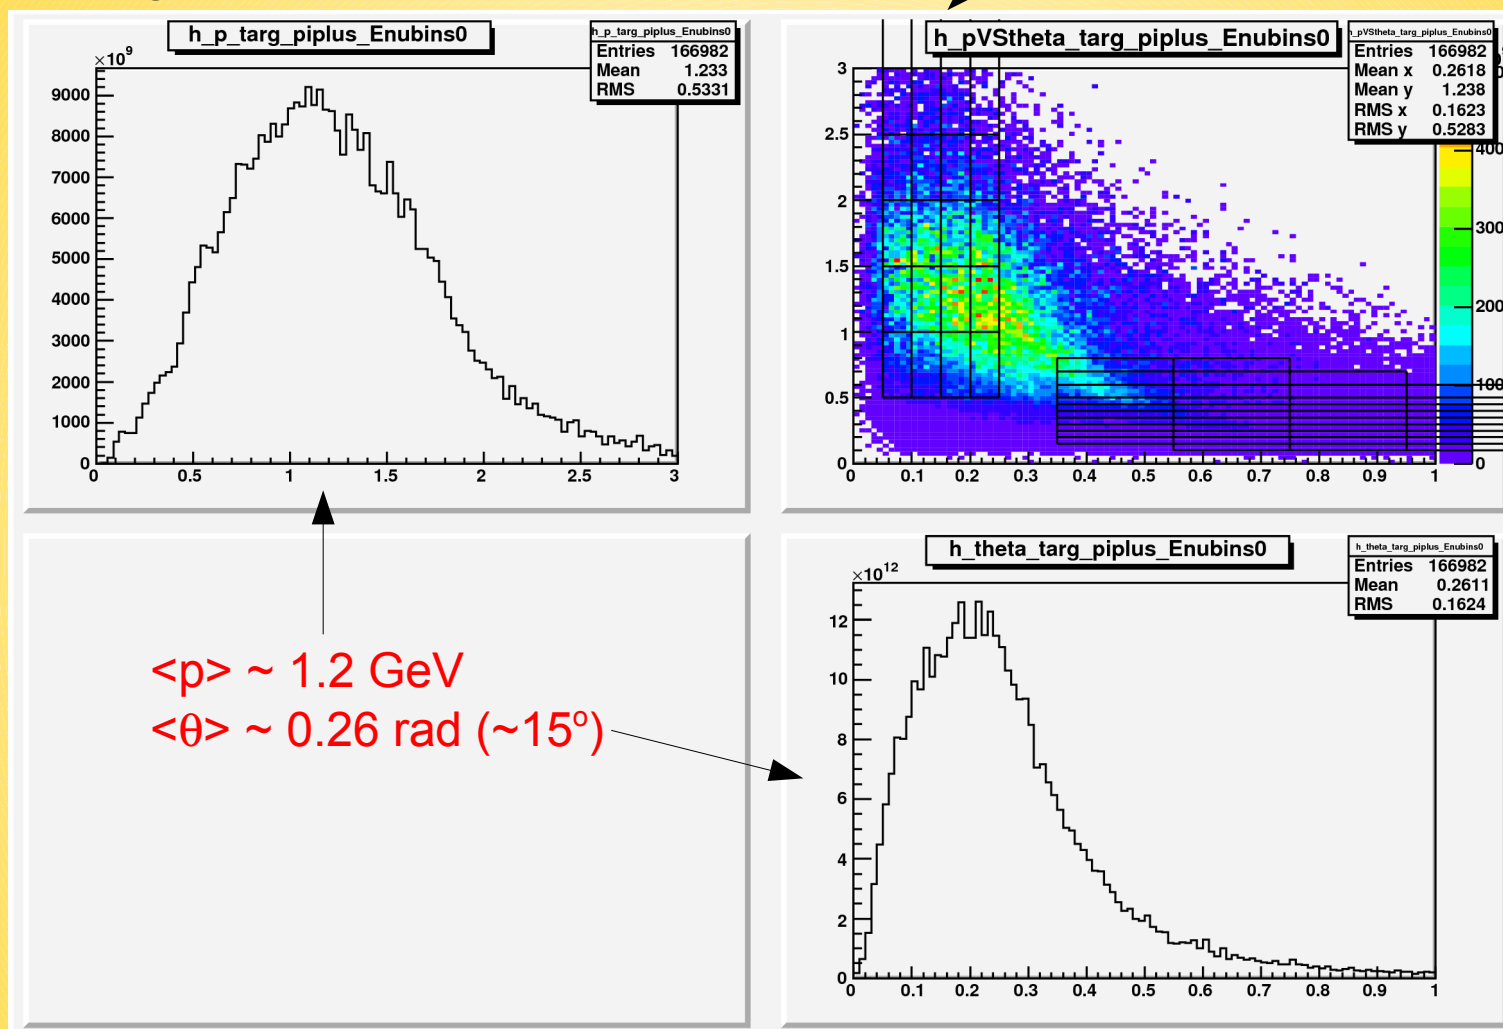 h_p_targ_piplus_Enubins0
h_p_targ_piplus_Enubins0
Entries 166982
Mean 1.233
RMS 0.5331
×10⁹
9000
8000
7000
6000
5000
4000
3000
2000
1000
0
0 0.5 1 1.5 2 2.5 3
h_pVStheta_targ_piplus_Enubins0
h_pVStheta_targ_piplus_Enubins0
Entries 166982
Mean x 0.2618
Mean y 1.238
RMS x 0.1623
RMS y 0.5283
3
2.5
2
1.5
1
0.5
0
0 0.1 0.2 0.3 0.4 0.5 0.6 0.7 0.8 0.9 1
400
300
200
100
0
<p> ~ 1.2 GeV
<θ> ~ 0.26 rad (~15º)
h_theta_targ_piplus_Enubins0
h_theta_targ_piplus_Enubins0
Entries 166982
Mean 0.2611
RMS 0.1624
×10¹²
12
10
8
6
4
2
0
0 0.1 0.2 0.3 0.4 0.5 0.6 0.7 0.8 0.9 1